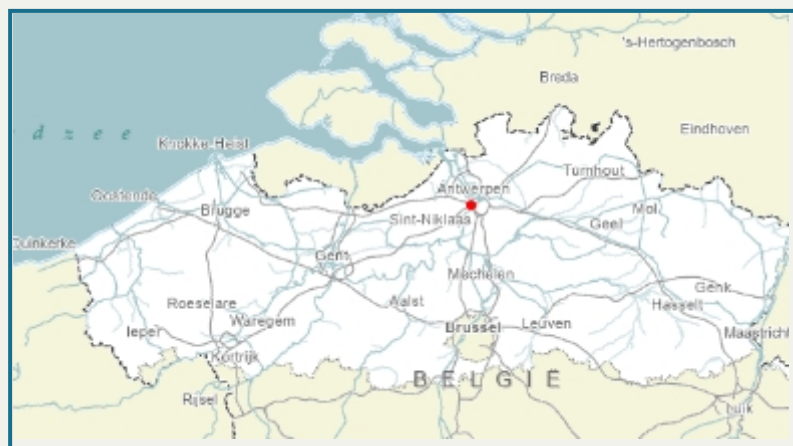 's-Hertogenbosch
Breda
d z e e
Eindhoven
Knokke-Heist
Turnhout
Antwerpen
Oostende
Brugge
Mol
Sint-Niklaas
Geel
Duinkerke
Gent
Mechelen
Genk
Roeselare
Aalst
Hasselt
Waregem
Ieper
Brussel
Leuven
Maastricht
Kortrijk
BELGIË
Rijsel
Luik